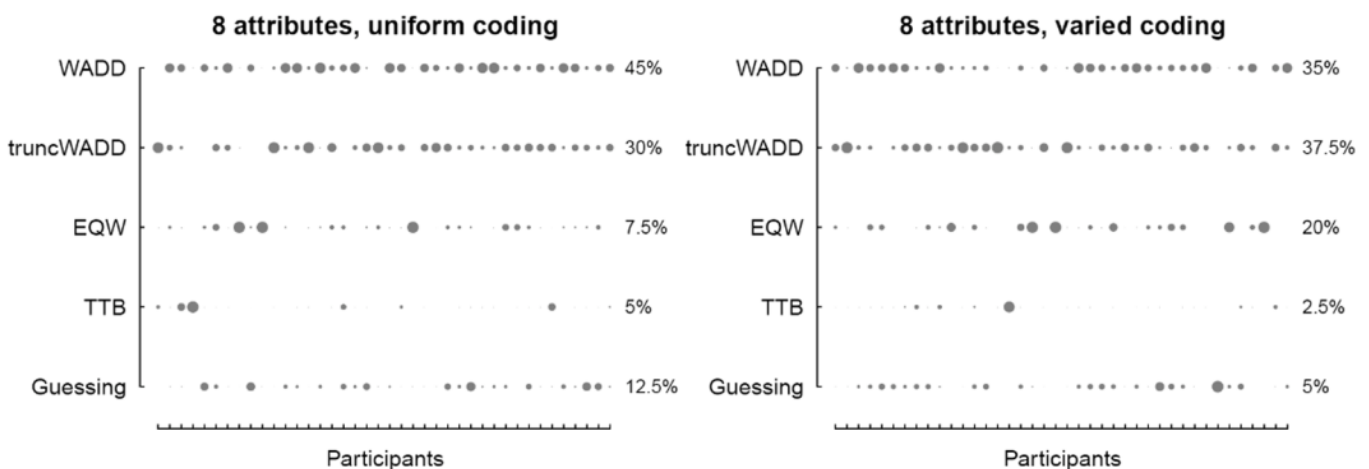 8 attributes, uniform coding
WADD 45%
truncWADD 30%
EQW 7.5%
TTB 5%
Guessing 12.5%
Participants
8 attributes, varied coding
WADD 35%
truncWADD 37.5%
EQW 20%
TTB 2.5%
Guessing 5%
Participants